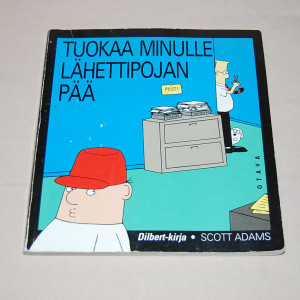 TUOKAA MINULLE
LÄHETTIPOJAN
PÄÄ
POSTI
OTAVA
Dilbert-kirja • SCOTT ADAMS